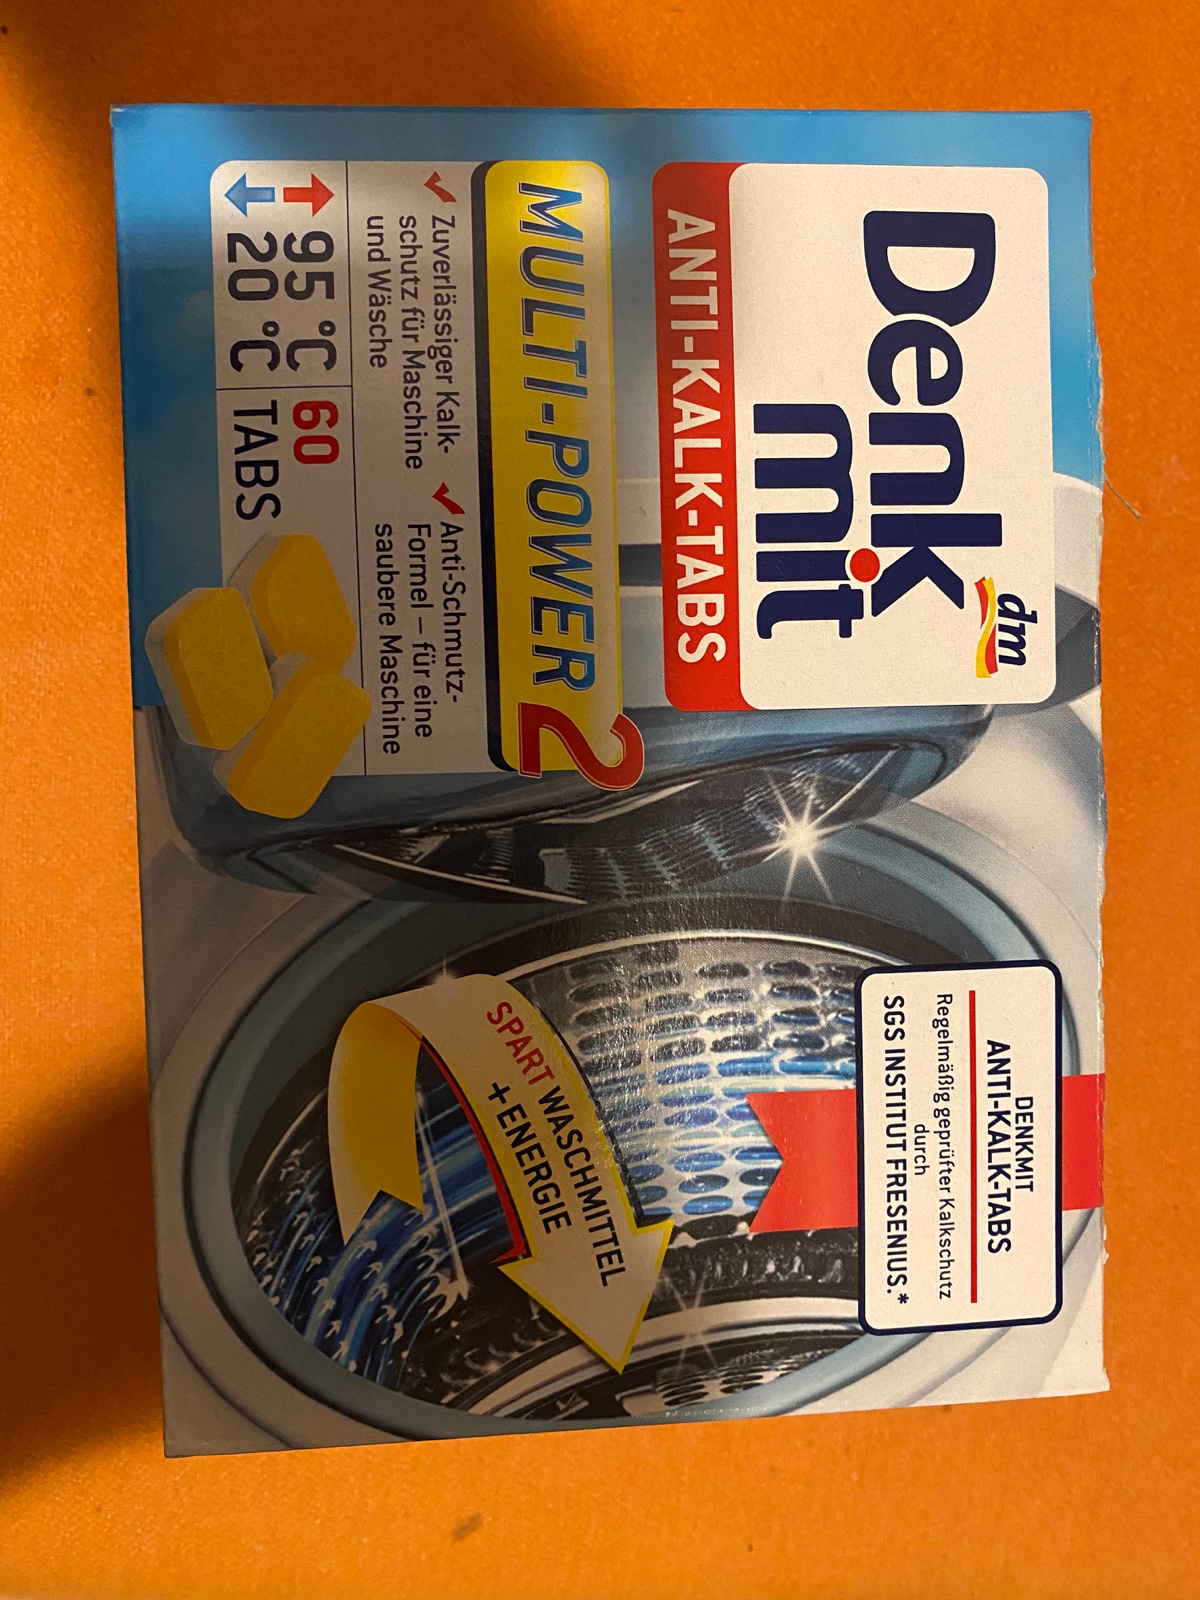 dm
Denk
mit
ANTI-KALK-TABS
MULTI-POWER 2
✓ Zuverlässiger Kalk-
schutz für Maschine
und Wäsche
✓ Anti-Schmutz-
Formel – für eine
saubere Maschine
95 °C
20 °C
60
TABS
DENKMIT
ANTI-KALK-TABS
Regelmäßig geprüfter Kalkschutz
durch
SGS INSTITUT FRESENIUS.*
SPART WASCHMITTEL
+ ENERGIE